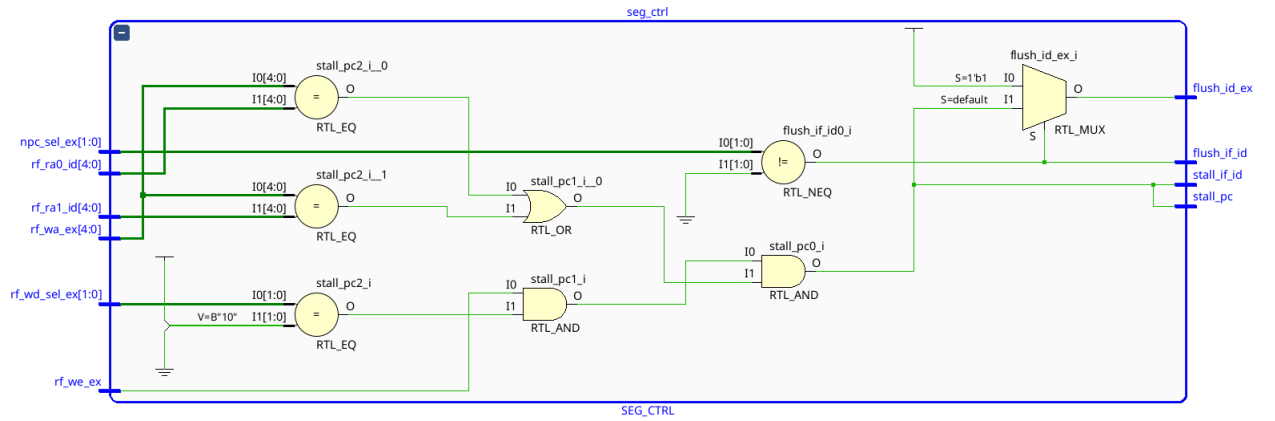 seg_ctrl
−
stall_pc2_i__0
I0[4:0]
I1[4:0]
=
O
RTL_EQ
flush_id_ex_i
S=1'b1
I0
S=default
I1
O
S
RTL_MUX
flush_id_ex
npc_sel_ex[1:0]
rf_ra0_id[4:0]
flush_if_id0_i
I0[1:0]
I1[1:0]
!=
O
RTL_NEQ
flush_if_id
stall_if_id
stall_pc
stall_pc2_i__1
I0[4:0]
I1[4:0]
=
O
RTL_EQ
rf_ra1_id[4:0]
rf_wa_ex[4:0]
stall_pc1_i__0
I0
I1
O
RTL_OR
stall_pc0_i
I0
I1
O
RTL_AND
stall_pc2_i
rf_wd_sel_ex[1:0]
I0[1:0]
V=B"10"
I1[1:0]
=
O
RTL_EQ
stall_pc1_i
I0
I1
O
RTL_AND
rf_we_ex
SEG_CTRL